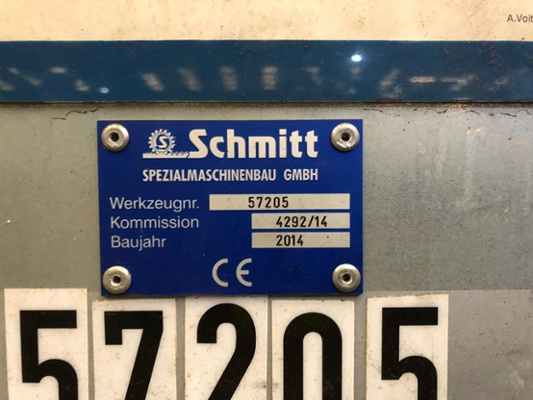 A.Voit
Schmitt
SPEZIALMASCHINENBAU GMBH
Werkzeugnr. 57205
Kommission 4292/14
Baujahr 2014
CE
57205